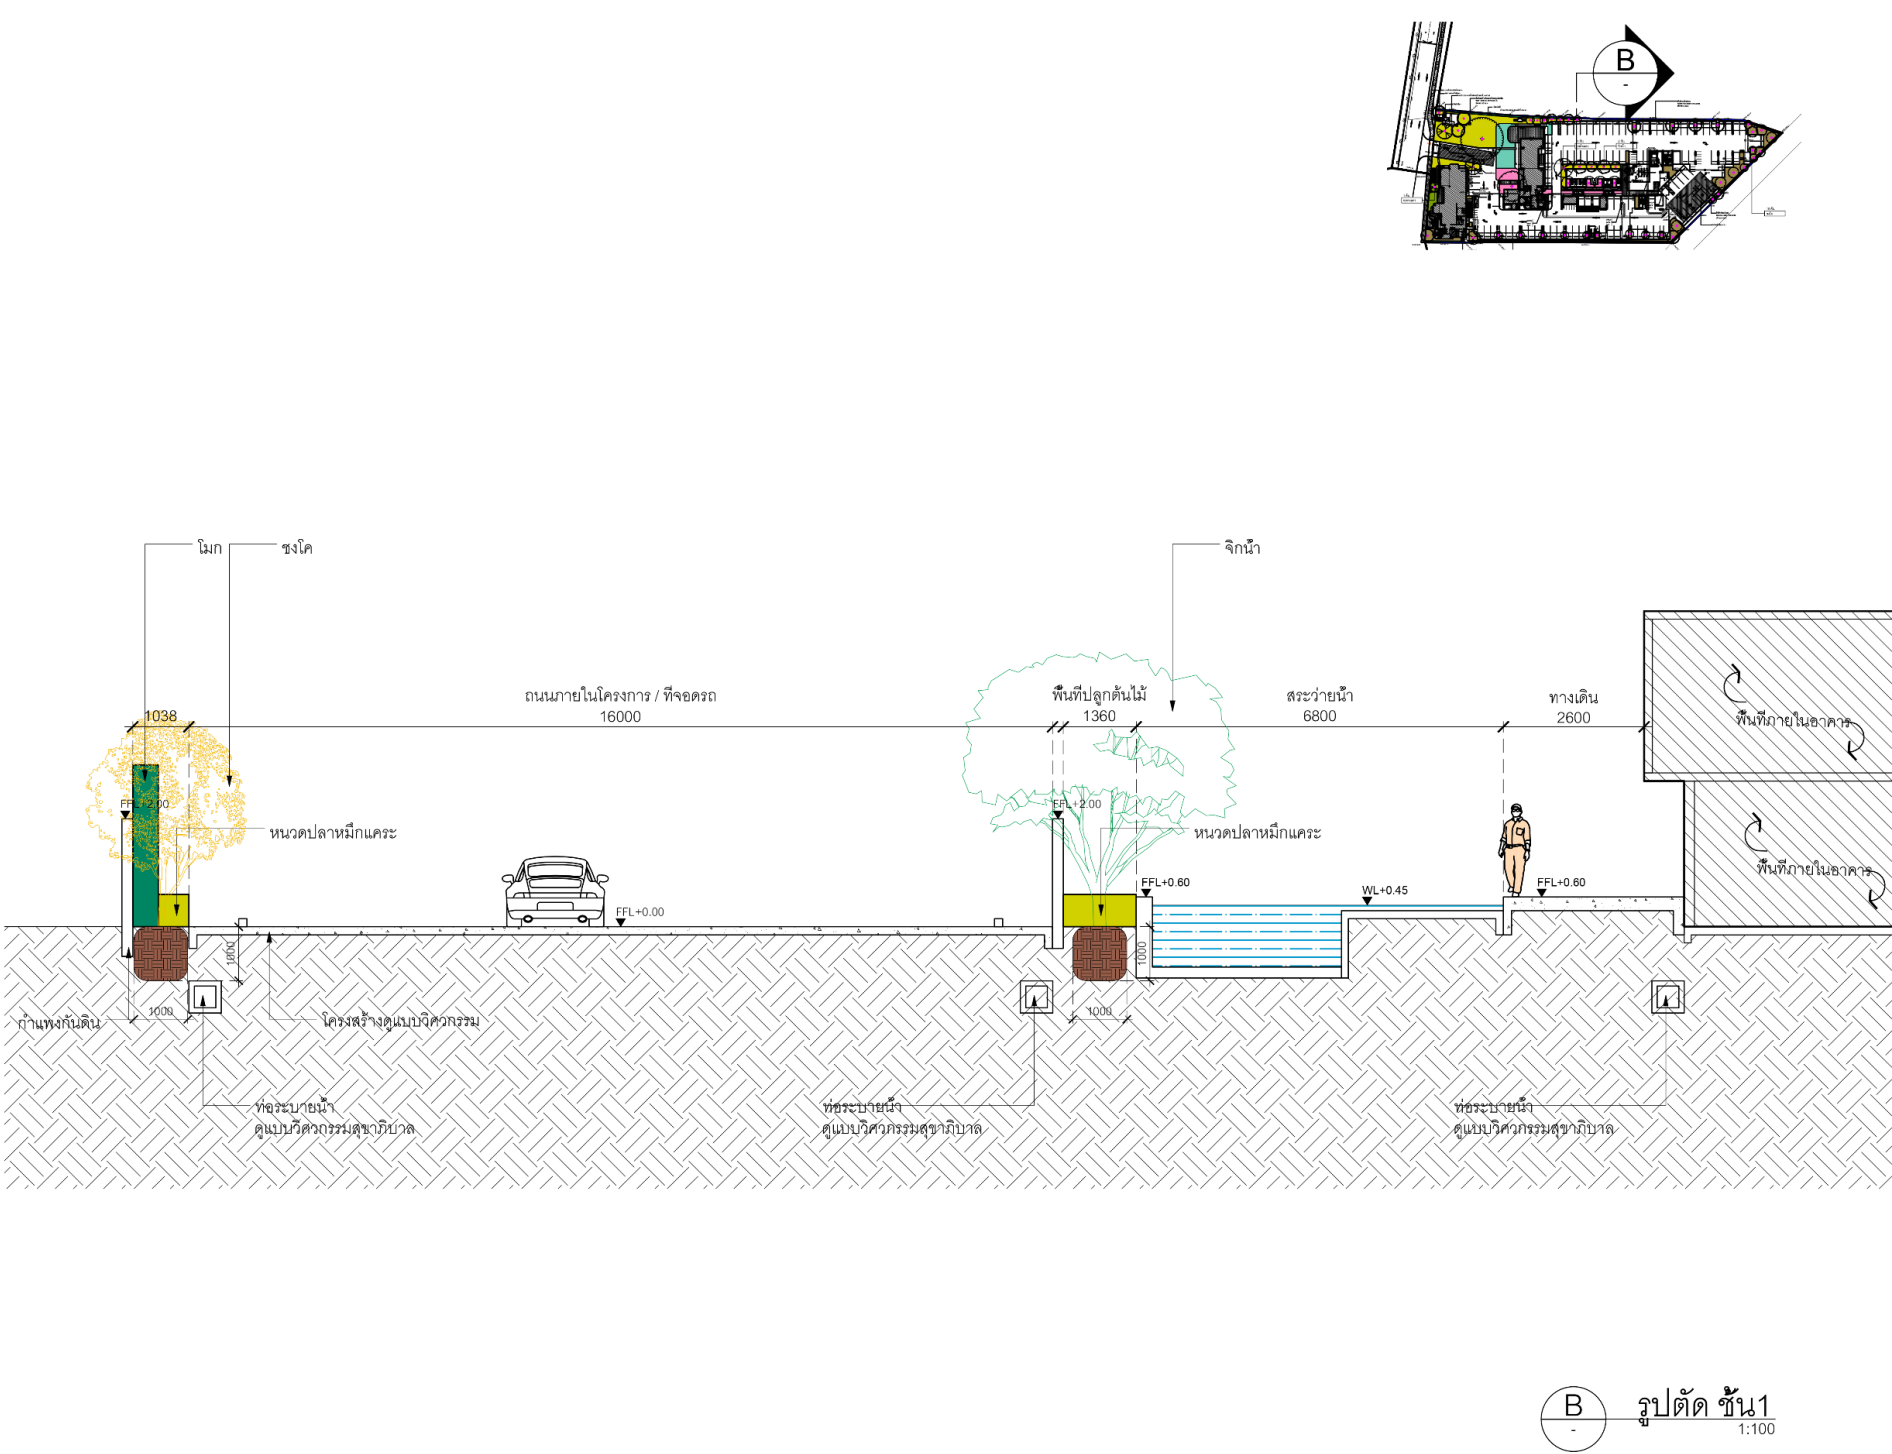 B
-
โมก
ชงโค
จิกน้ำ
ถนนภายในโครงการ / ที่จอดรถ
พื้นที่ปลูกต้นไม้
สระว่ายน้ำ
ทางเดิน
1038
16000
1360
6800
2600
พื้นที่ภายในอาคาร
FFL+2.00
FFL+2.00
หนวดปลาหมึกแคระ
หนวดปลาหมึกแคระ
พื้นที่ภายในอาคาร
FFL+0.60
WL+0.45
FFL+0.60
FFL+0.00
1000
1000
กำแพงกันดิน
1000
โครงสร้างดูแบบวิศวกรรม
1000
ท่อระบายน้ำ
ดูแบบวิศวกรรมสุขาภิบาล
ท่อระบายน้ำ
ดูแบบวิศวกรรมสุขาภิบาล
ท่อระบายน้ำ
ดูแบบวิศวกรรมสุขาภิบาล
B
-
รูปตัด ชั้น1
1:100